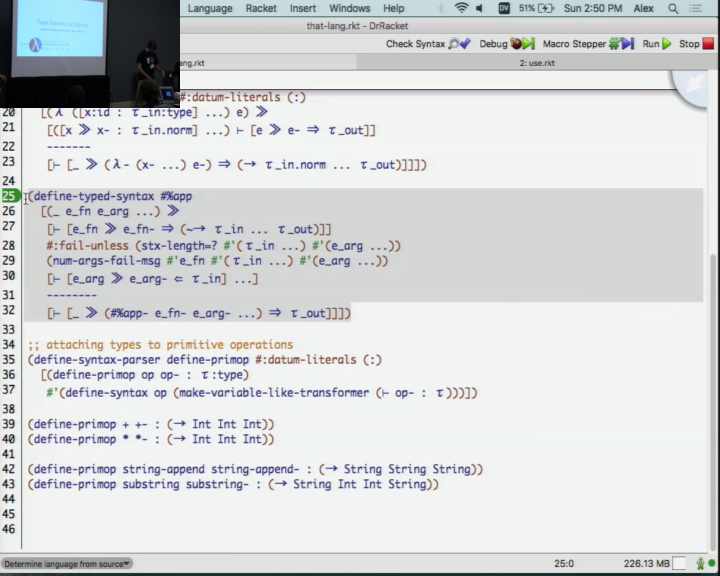 Language Racket Insert Windows Help DV 51% Sun 2:50 PM Alex
that-lang.rkt - DrRacket
Check Syntax Debug Macro Stepper Run Stop
Type Systems as Macros
ang.rkt 2: use.rkt
#:datum-literals (:)
20 [(λ ([x:id : τ_in:type] ...) e) ≫
21 [([x ≫ x- : τ_in.norm] ...) ⊢ [e ≫ e- ⇒ τ_out]]
22 -------
23 [⊢ [_ ≫ (λ- (x- ...) e-) ⇒ (→ τ_in.norm ... τ_out)]]])
24
25 (define-typed-syntax #%app
26 [(_ e_fn e_arg ...) ≫
27 [⊢ [e_fn ≫ e_fn- ⇒ (~→ τ_in ... τ_out)]]
28 #:fail-unless (stx-length=? #'(τ_in ...) #'(e_arg ...))
29 (num-args-fail-msg #'e_fn #'(τ_in ...) #'(e_arg ...))
30 [⊢ [e_arg ≫ e_arg- ⇐ τ_in] ...]
31 --------
32 [⊢ [_ ≫ (#%app- e_fn- e_arg- ...) ⇒ τ_out]]])
33
34 ;; attaching types to primitive operations
35 (define-syntax-parser define-primop #:datum-literals (:)
36 [(define-primop op op- : τ:type)
37 #'(define-syntax op (make-variable-like-transformer (⊢ op- : τ)))])
38
39 (define-primop + +- : (→ Int Int Int))
40 (define-primop * *- : (→ Int Int Int))
41
42 (define-primop string-append string-append- : (→ String String String))
43 (define-primop substring substring- : (→ String Int Int String))
44
45
46
Determine language from source 25:0 226.13 MB